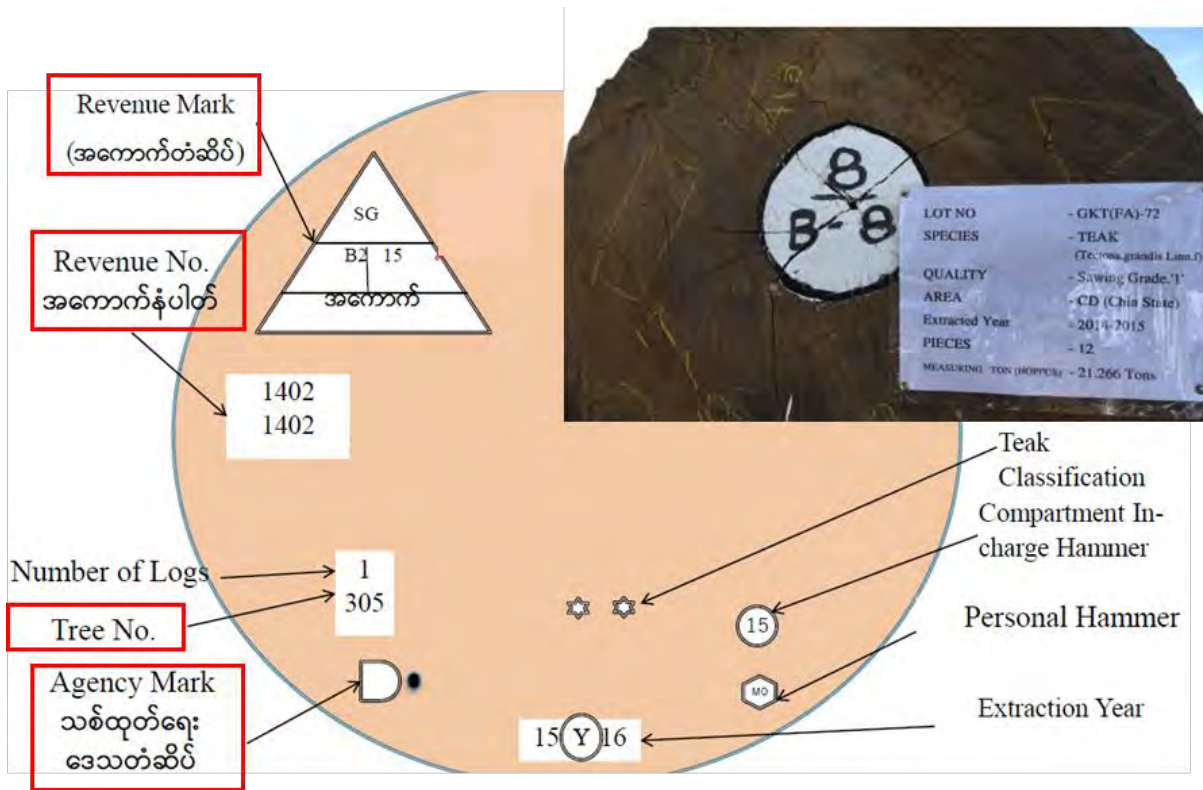 Revenue Mark
(အကောက်တံဆိပ်)
Revenue No.
အကောက်နံပါတ်
SG
B2 15
အကောက်
1402
1402
Number of Logs
1
Tree No.
305
Agency Mark
သစ်ထုတ်ရေး
ဒေသတံဆိပ်
15 Y 16
15
MO
Teak
Classification
Compartment In-
charge Hammer
Personal Hammer
Extraction Year
8
B-8
LOT NO - GKT(FA)-72
SPECIES - TEAK
(Tectona.grandis Linn.f)
QUALITY - Sawing Grade.'1'
AREA - CD (Chin State)
Extracted Year - 2014-2015
PIECES - 12
MEASURING TON (HOPPUS) - 21.266 Tons